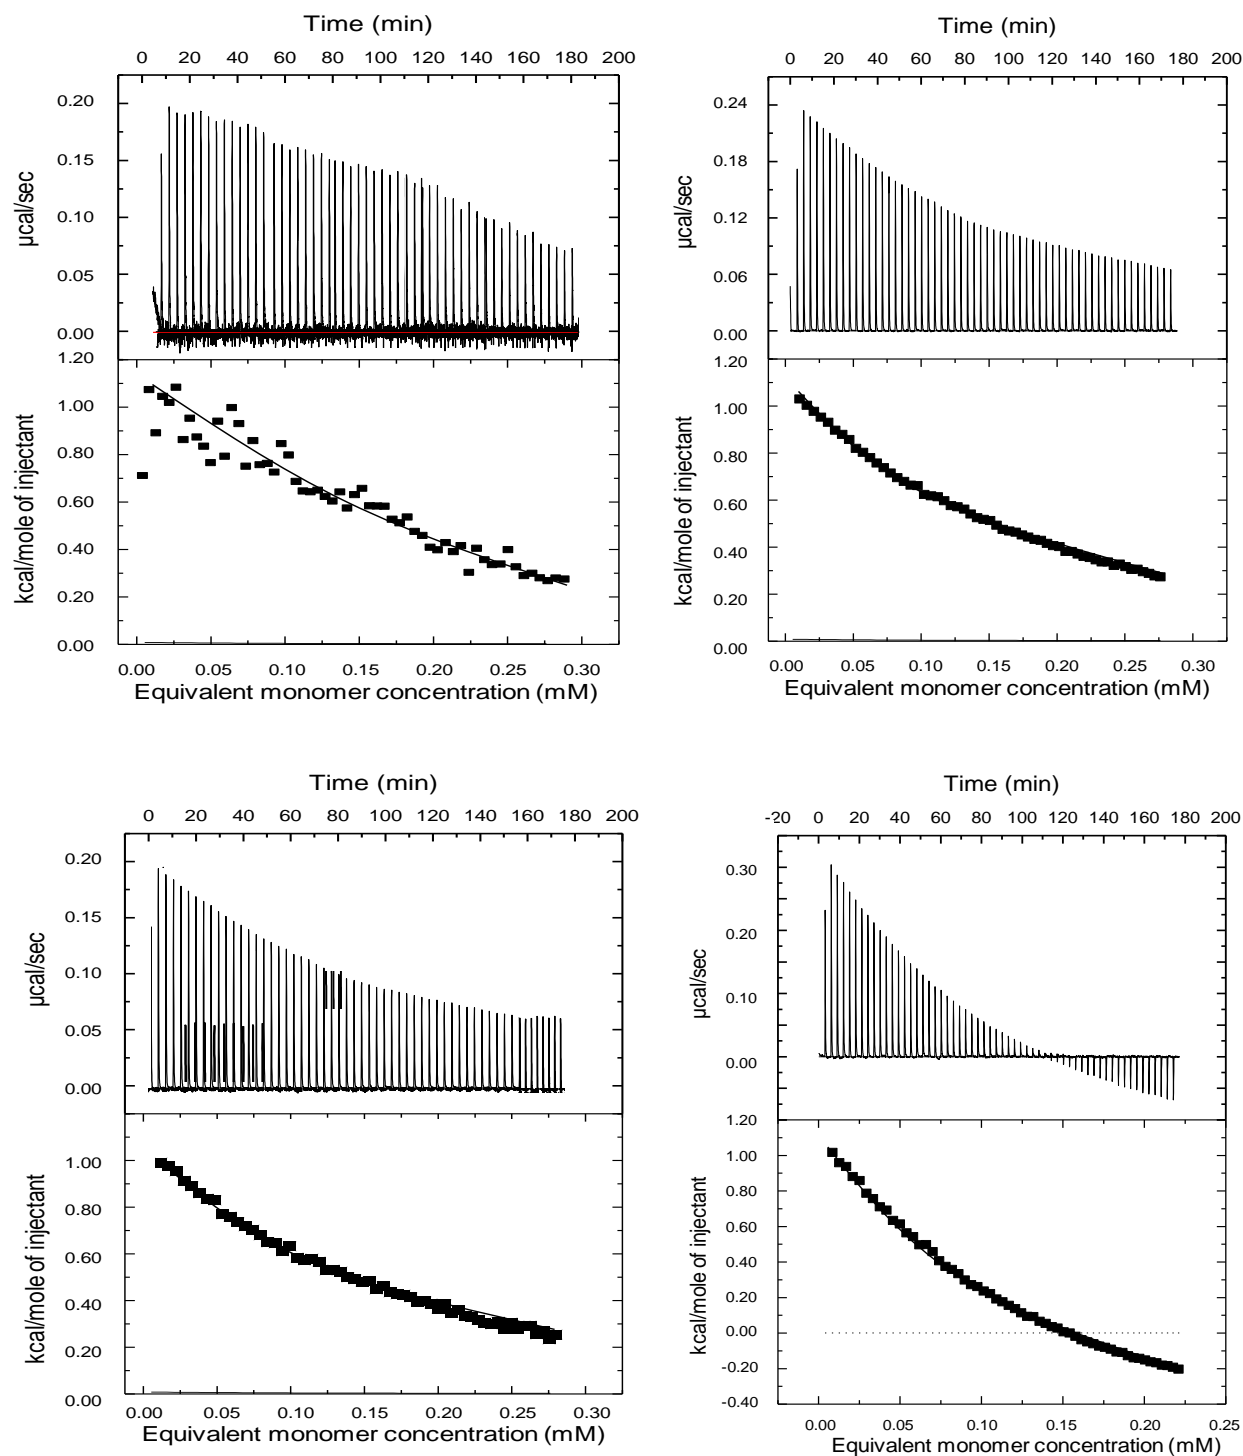 Time (min)
0 20 40 60 80 100 120 140 160 180 200
0.20
0.15
0.10
0.05
0.00
µcal/sec
1.20
1.00
0.80
0.60
0.40
0.20
0.00
kcal/mole of injectant
0.00 0.05 0.10 0.15 0.20 0.25 0.30
Equivalent monomer concentration (mM)
Time (min)
0 20 40 60 80 100 120 140 160 180 200
0.24
0.18
0.12
0.06
0.00
µcal/sec
1.20
1.00
0.80
0.60
0.40
0.20
0.00
kcal/mole of injectant
0.00 0.05 0.10 0.15 0.20 0.25 0.30
Equivalent monomer concentration (mM)
Time (min)
0 20 40 60 80 100 120 140 160 180 200
0.20
0.15
0.10
0.05
0.00
µcal/sec
1.00
0.80
0.60
0.40
0.20
0.00
kcal/mole of injectant
0.00 0.05 0.10 0.15 0.20 0.25 0.30
Equivalent monomer concentration (mM)
Time (min)
-20 0 20 40 60 80 100 120 140 160 180 200
0.30
0.20
0.10
0.00
µcal/sec
1.20
1.00
0.80
0.60
0.40
0.20
0.00
-0.20
-0.40
kcal/mole of injectant
0.00 0.05 0.10 0.15 0.20 0.25
Equivalent monomer concentration (mM)